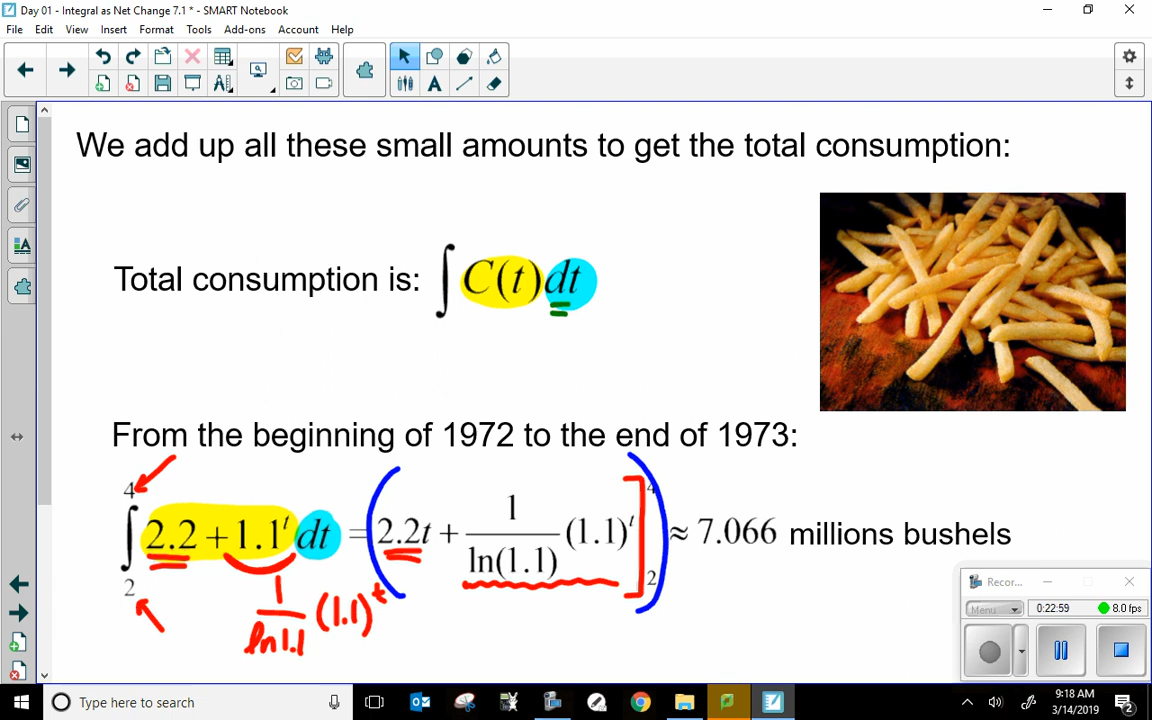 Day 01 - Integral as Net Change 7.1 * - SMART Notebook
File Edit View Insert Format Tools Add-ons Account Help
We add up all these small amounts to get the total consumption:
Total consumption is: ∫ C(t)dt
From the beginning of 1972 to the end of 1973:
∫₂⁴ 2.2 + 1.1ᵗ dt = (2.2t + 1/ln(1.1) (1.1)ᵗ]₂⁴) ≈ 7.066 millions bushels
1/ln1.1 (1.1)ᵗ
Recor...
Menu 0:22:59 8.0 fps
Type here to search
9:18 AM
3/14/2019
2